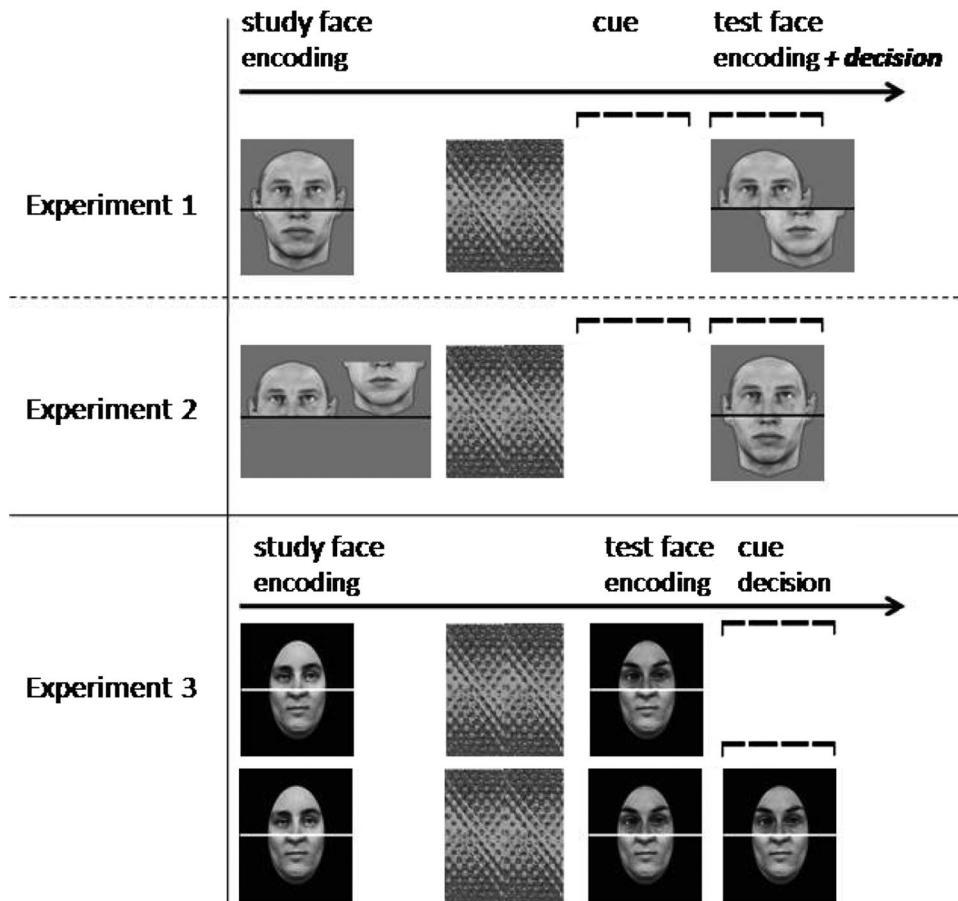 study face cue test face
encoding encoding + decision
Experiment 1
Experiment 2
study face test face cue
encoding encoding decision
Experiment 3